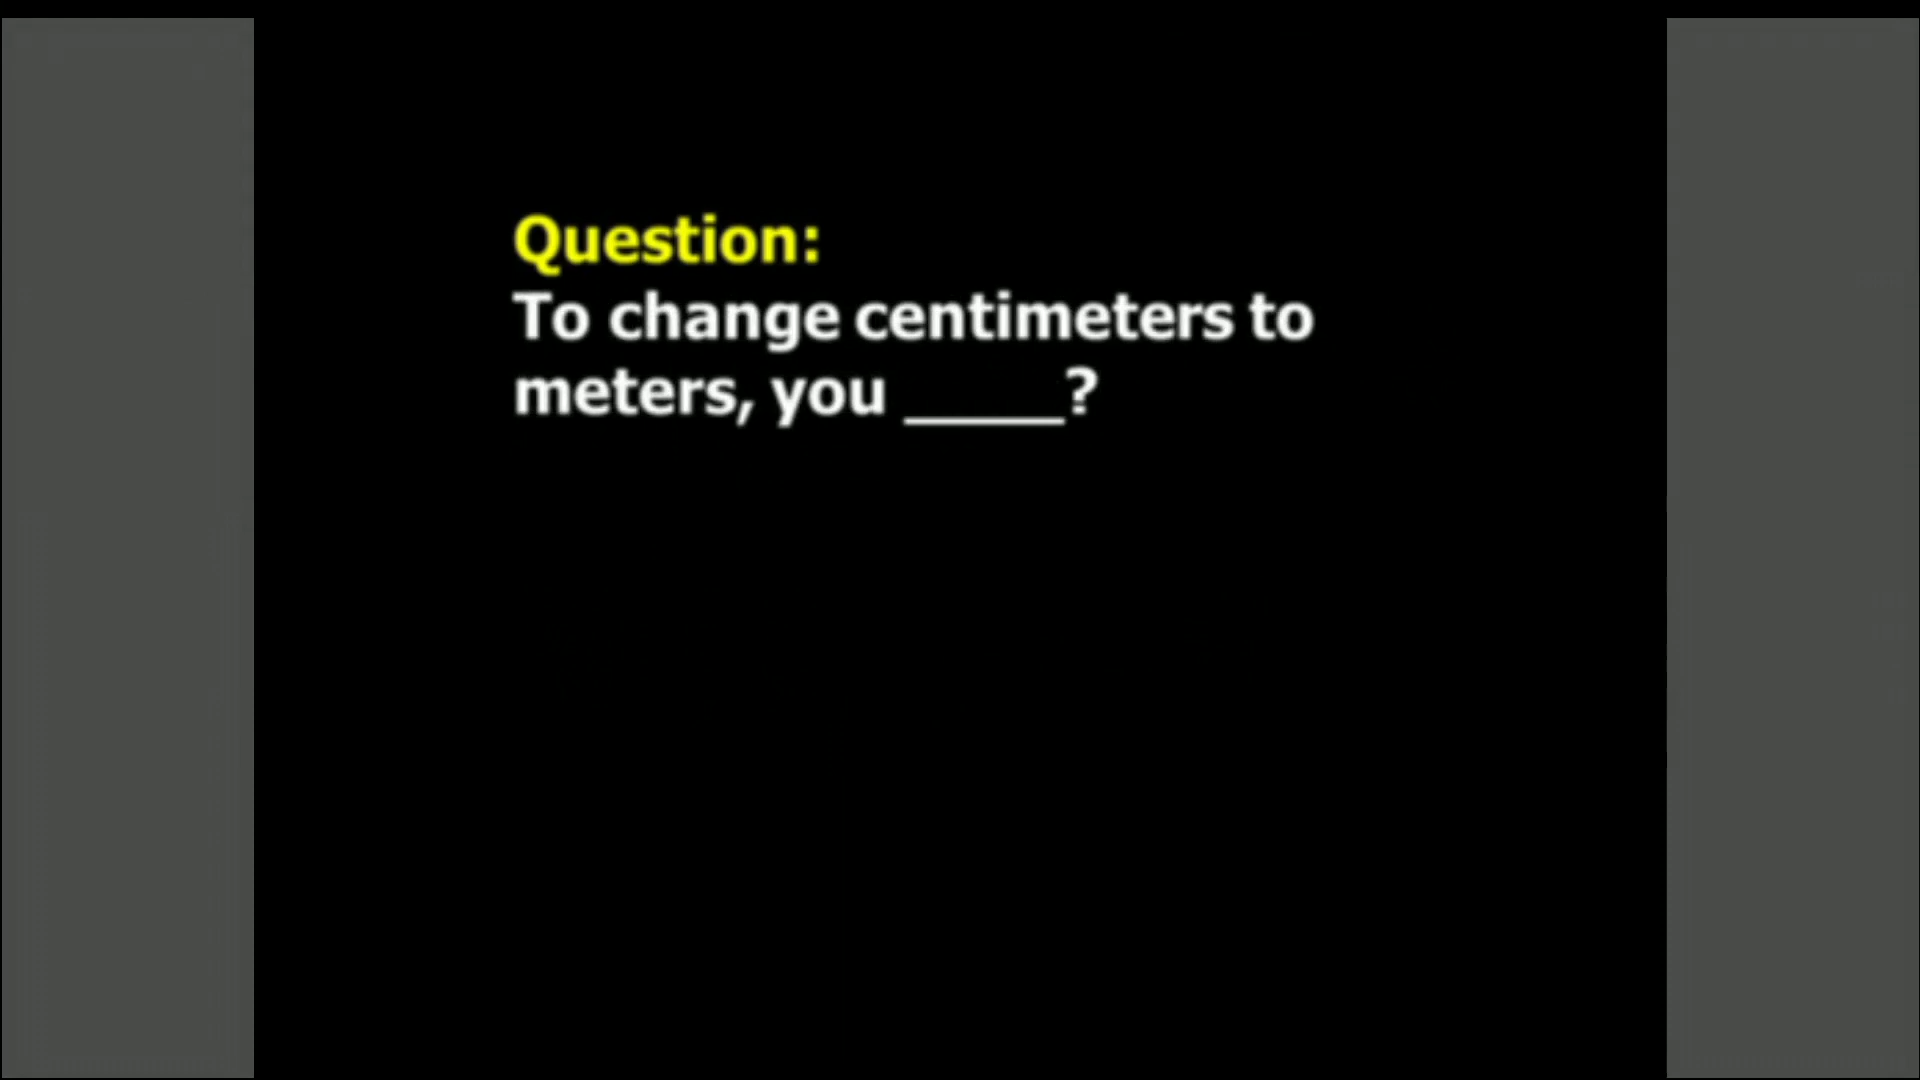 Question:
To change centimeters to
meters, you _____?